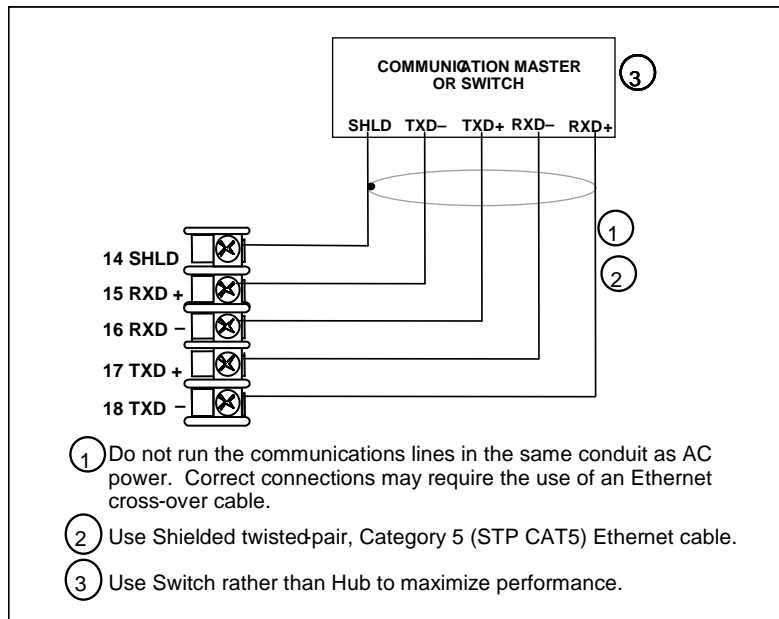 COMMUNICATION MASTER
OR SWITCH
3
SHLD TXD– TXD+ RXD– RXD+
1
2
14 SHLD
15 RXD +
16 RXD –
17 TXD +
18 TXD –
1 Do not run the communications lines in the same conduit as AC
power. Correct connections may require the use of an Ethernet
cross-over cable.
2 Use Shielded twisted-pair, Category 5 (STP CAT5) Ethernet cable.
3 Use Switch rather than Hub to maximize performance.